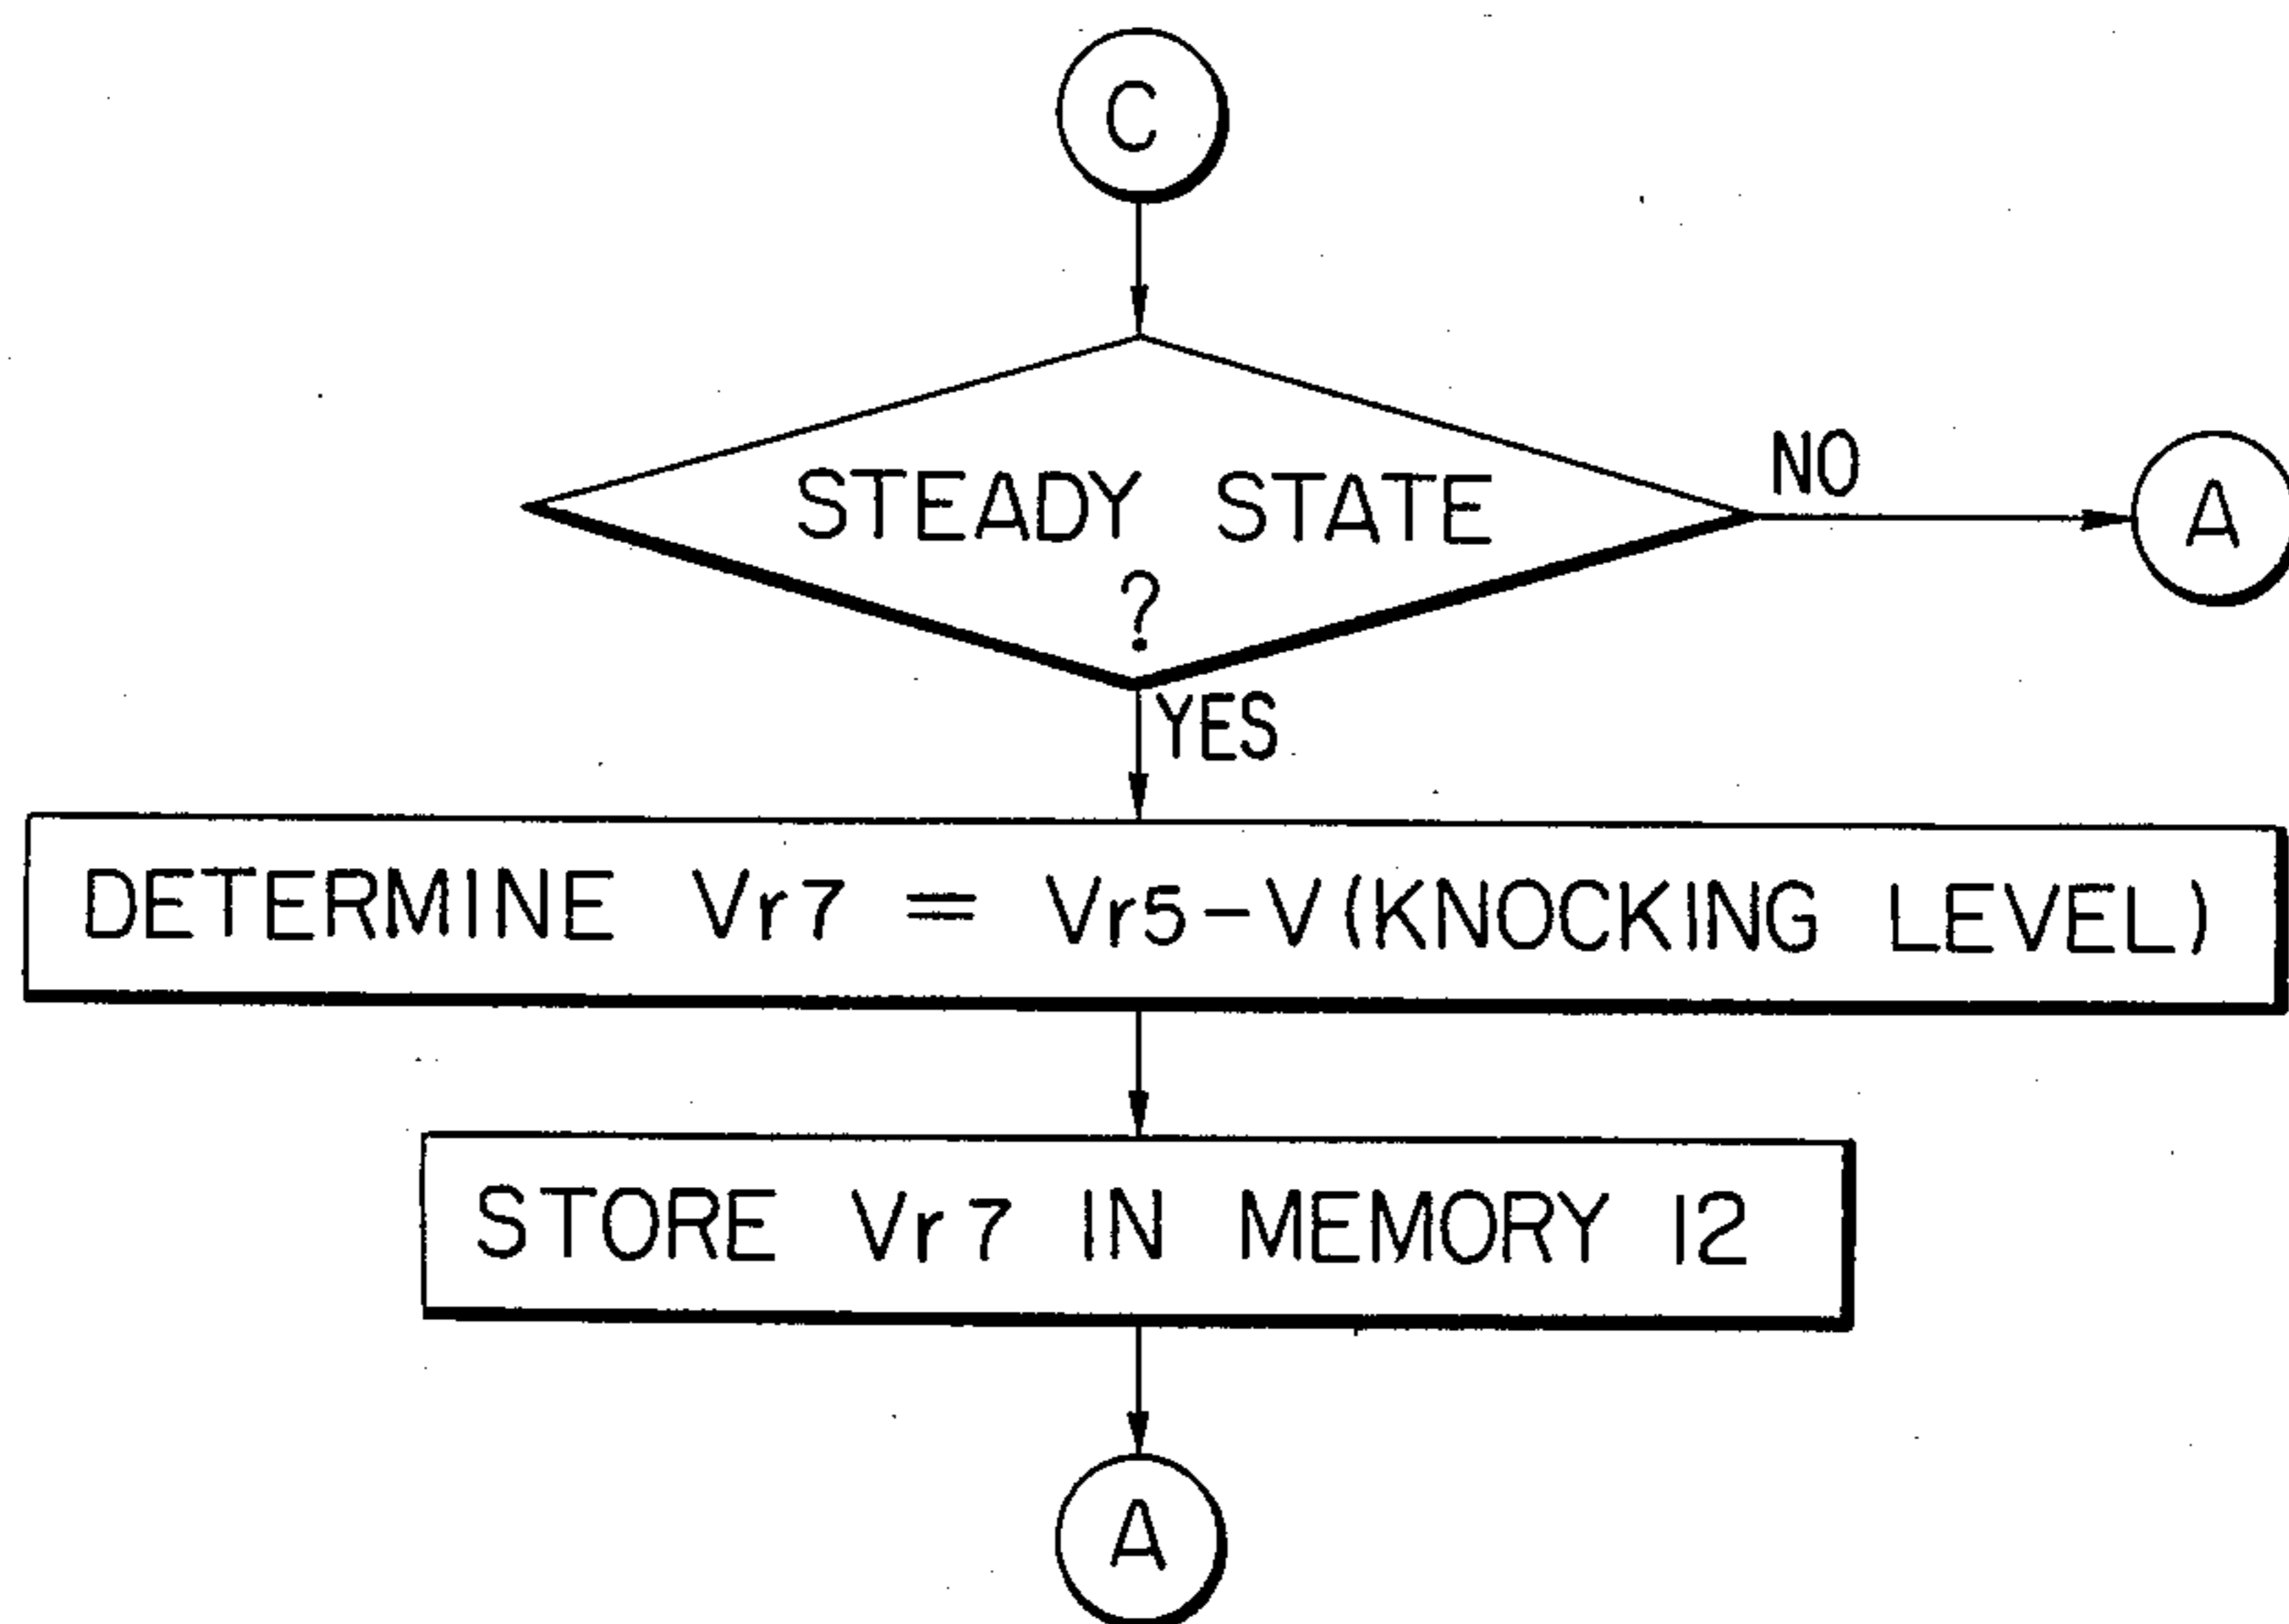 C
STEADY STATE
?
NO
A
YES
DETERMINE Vr7 = Vr5-V(KNOCKING LEVEL)
STORE Vr7 IN MEMORY 12
A